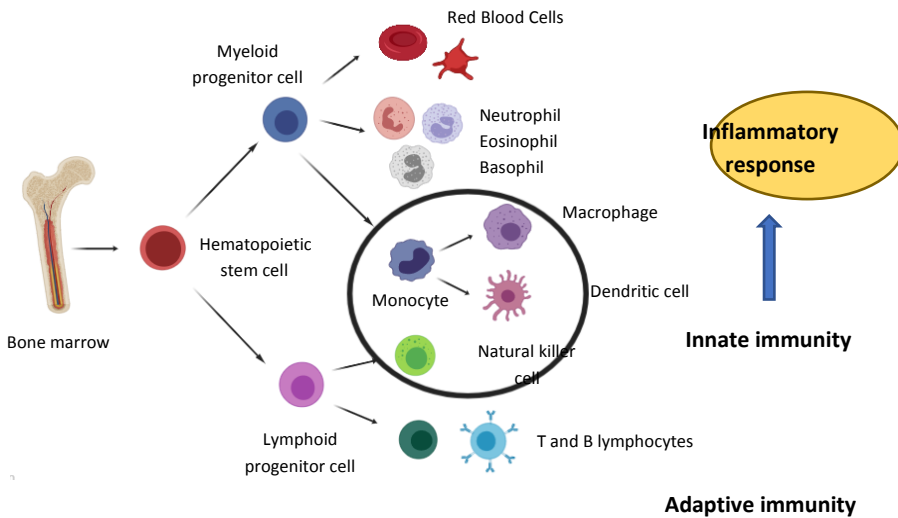 Red Blood Cells
Myeloid
progenitor cell
Neutrophil
Eosinophil
Basophil
Inflammatory
response
Macrophage
Hematopoietic
stem cell
Monocyte
Dendritic cell
Bone marrow
Innate immunity
Natural killer
cell
Lymphoid
progenitor cell
T and B lymphocytes
Adaptive immunity